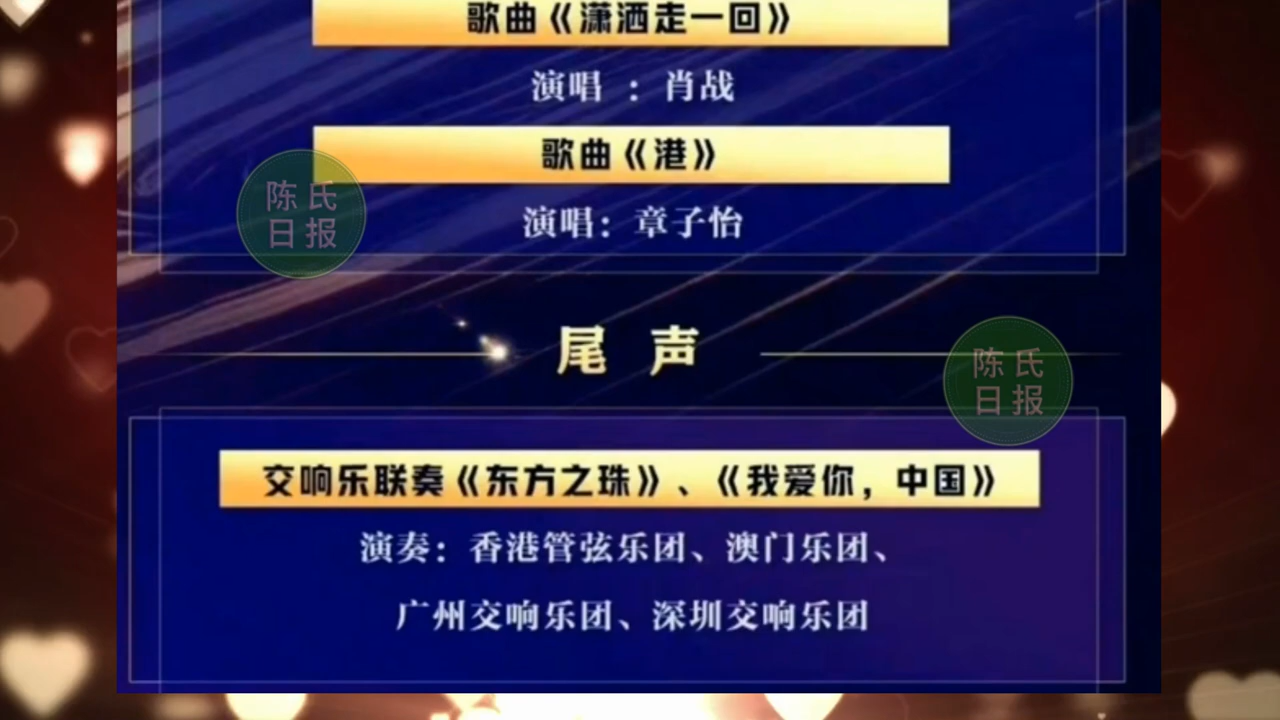 歌曲《潇洒走一回》
演唱 ：肖战
歌曲《港》
演唱：章子怡
陈氏
日报
尾 声
陈氏
日报
交响乐联奏《东方之珠》、《我爱你，中国》
演奏：香港管弦乐团、澳门乐团、
广州交响乐团、深圳交响乐团